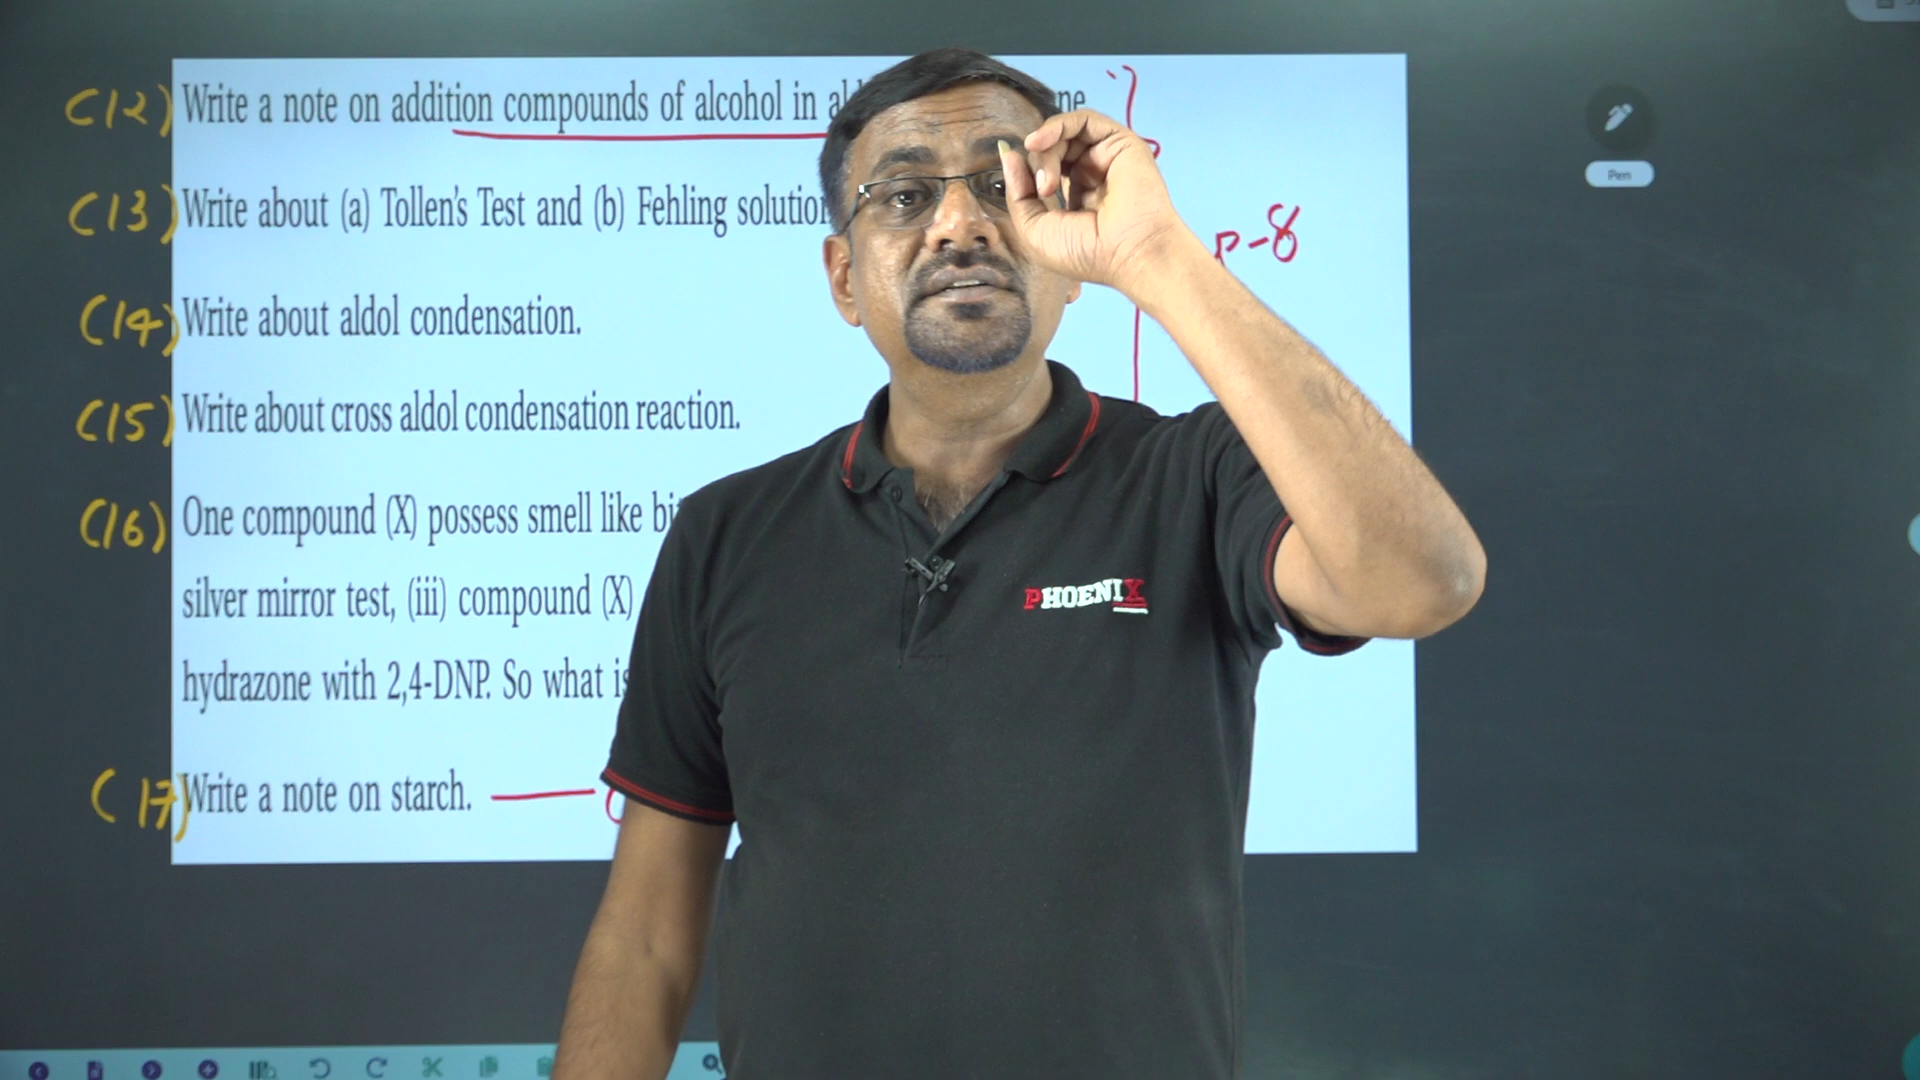 (12) Write a note on addition compounds of alcohol in
(13) Write about (a) Tollen's Test and (b) Fehling solution
-8
(14) Write about aldol condensation.
(15) Write about cross aldol condensation reaction.
(16) One compound (X) possess smell like
silver mirror test, (iii) compound (X)
hydrazone with 2,4-DNP. So what is
(17) Write a note on starch.
PHOENIX
Pen